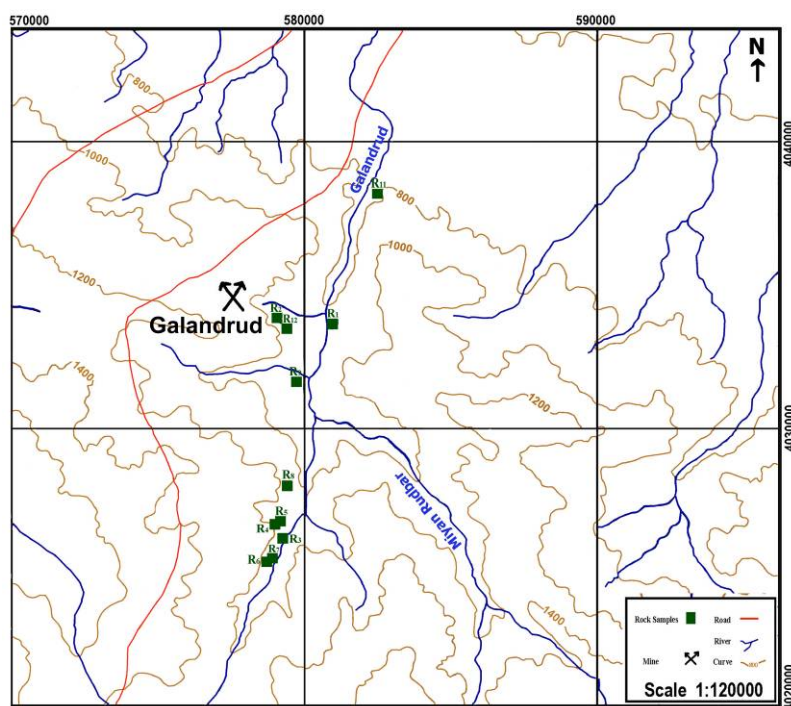 570000
580000
590000
N
800
4040000
1000
Galandrud
R11
800
1000
1200
R12
R1
Galandrud
1400
1200
4030000
Miyan Rudbar
R8
R5
R4
R3
R7
R6
1400
Rock Samples
Road
River
Mine
Curve
800
Scale 1:120000
4020000